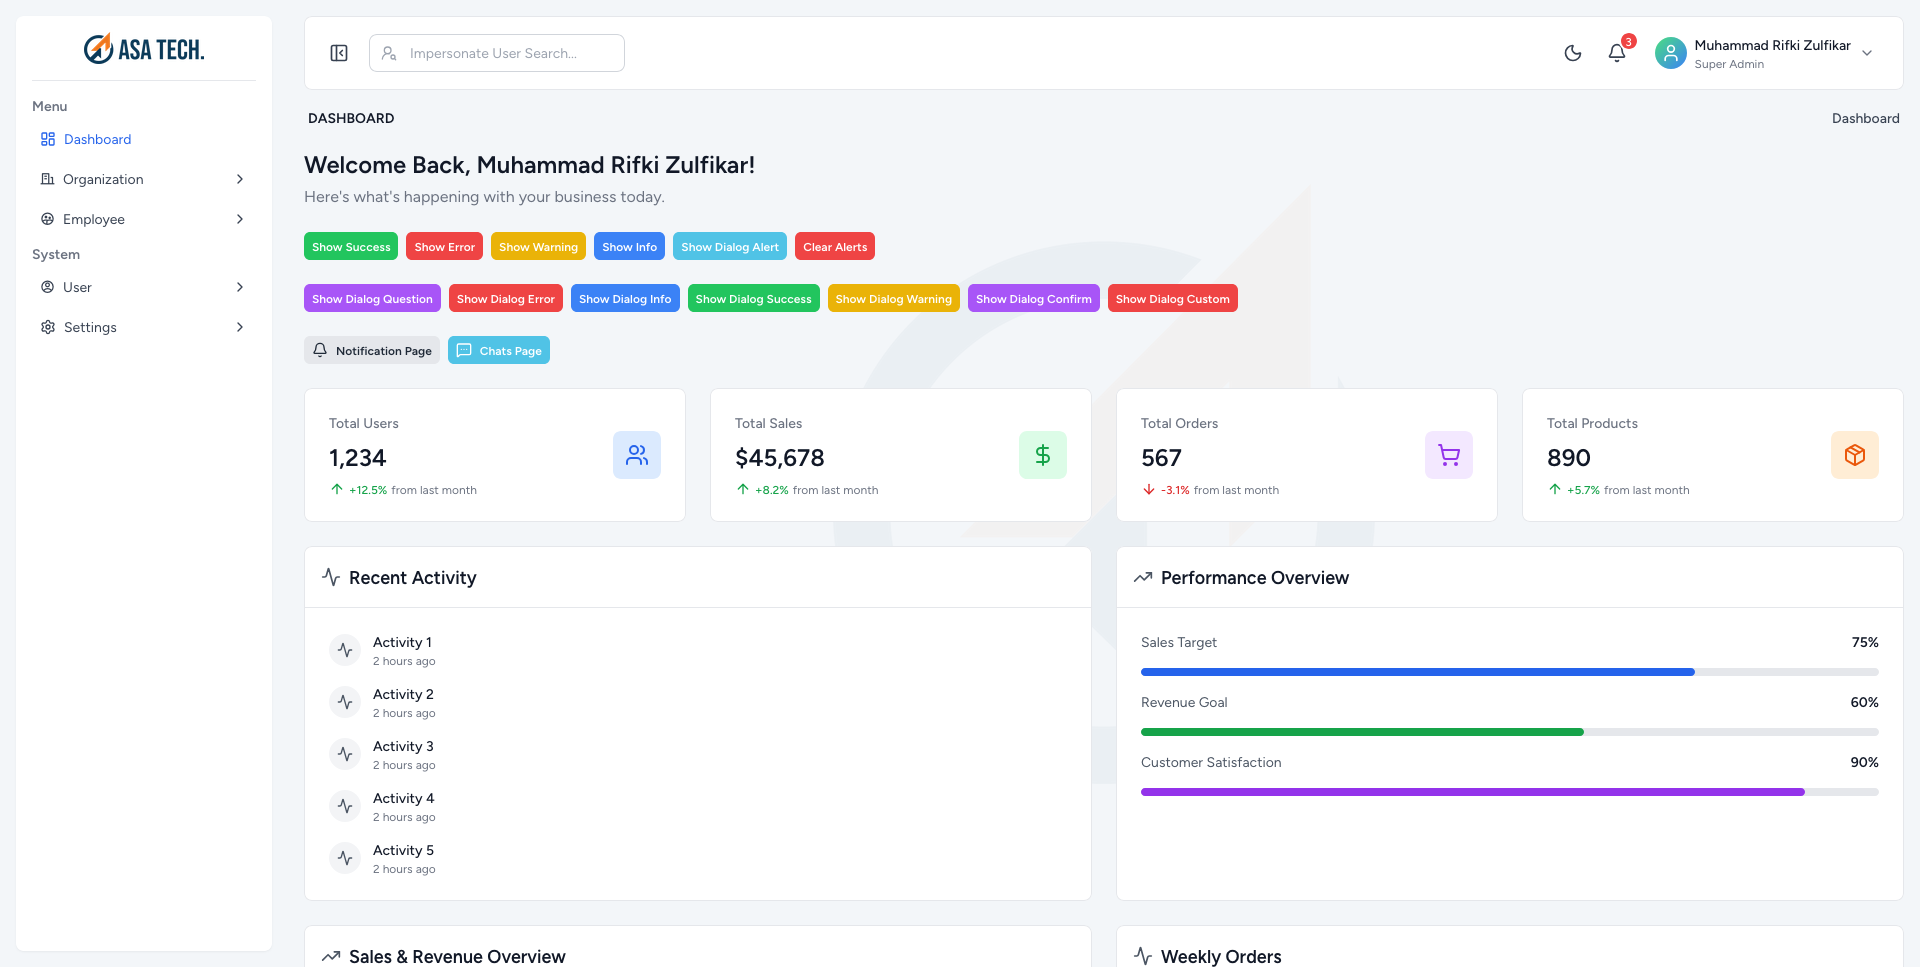 ASA TECH.
Menu
Dashboard
Organization
Employee
System
User
Settings
Impersonate User Search...
3
Muhammad Rifki Zulfikar
Super Admin
DASHBOARD
Dashboard
Welcome Back, Muhammad Rifki Zulfikar!
Here's what's happening with your business today.
Show Success Show Error Show Warning Show Info Show Dialog Alert Clear Alerts
Show Dialog Question Show Dialog Error Show Dialog Info Show Dialog Success Show Dialog Warning Show Dialog Confirm Show Dialog Custom
Notification Page Chats Page
Total Users
1,234
+12.5% from last month
Total Sales
$45,678
+8.2% from last month
Total Orders
567
-3.1% from last month
Total Products
890
+5.7% from last month
Recent Activity
Activity 1
2 hours ago
Activity 2
2 hours ago
Activity 3
2 hours ago
Activity 4
2 hours ago
Activity 5
2 hours ago
Performance Overview
Sales Target 75%
Revenue Goal 60%
Customer Satisfaction 90%
Sales & Revenue Overview
Weekly Orders